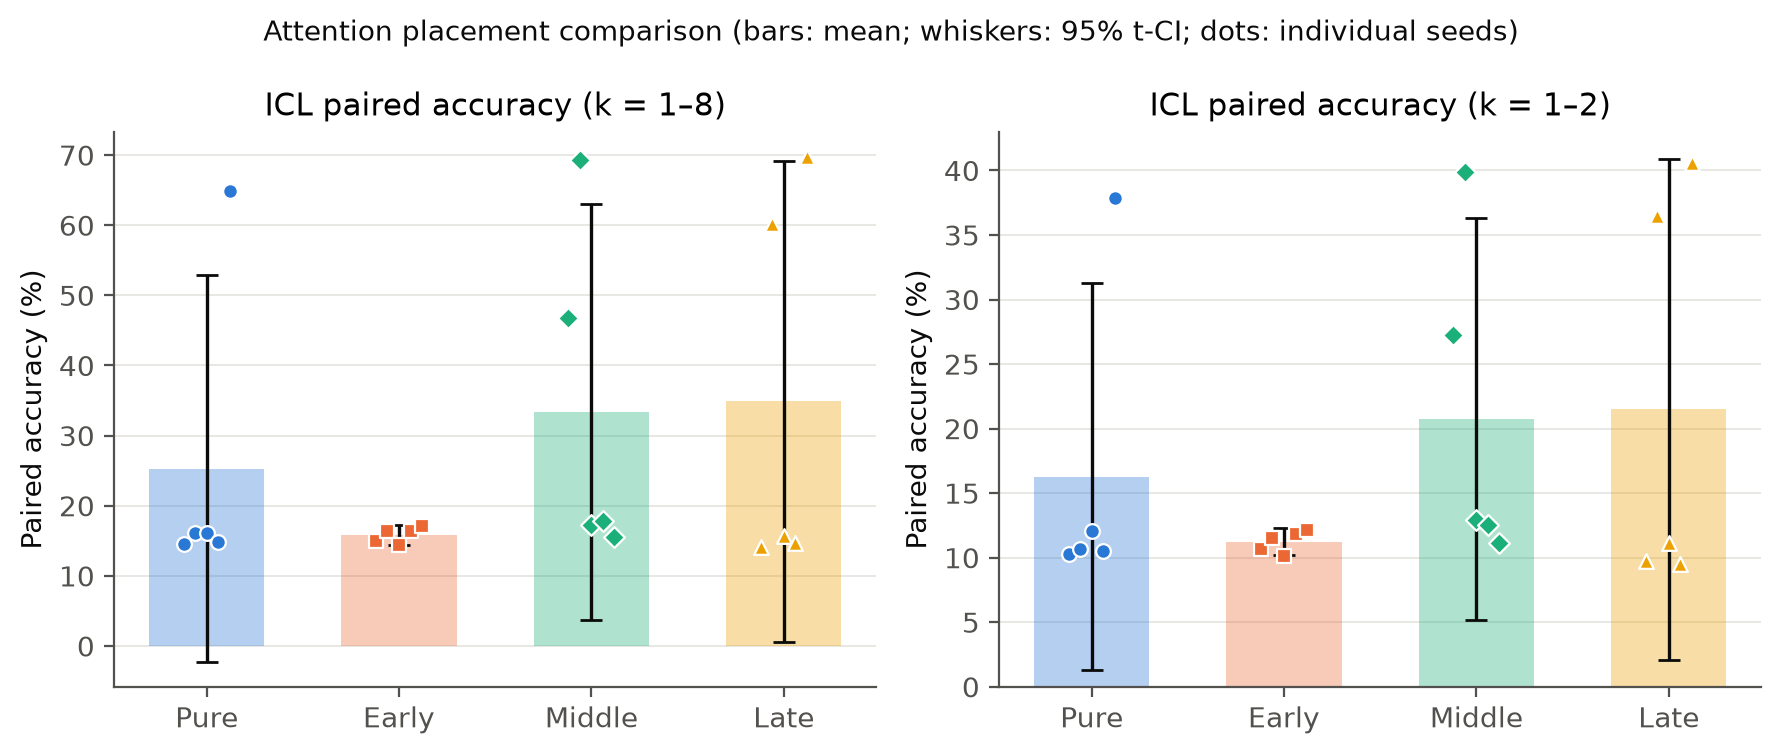 Attention placement comparison (bars: mean; whiskers: 95% t-CI; dots: individual seeds)
ICL paired accuracy (k = 1–8)
Paired accuracy (%)
70
60
50
40
30
20
10
0
Pure Early Middle Late
ICL paired accuracy (k = 1–2)
Paired accuracy (%)
40
35
30
25
20
15
10
5
0
Pure Early Middle Late